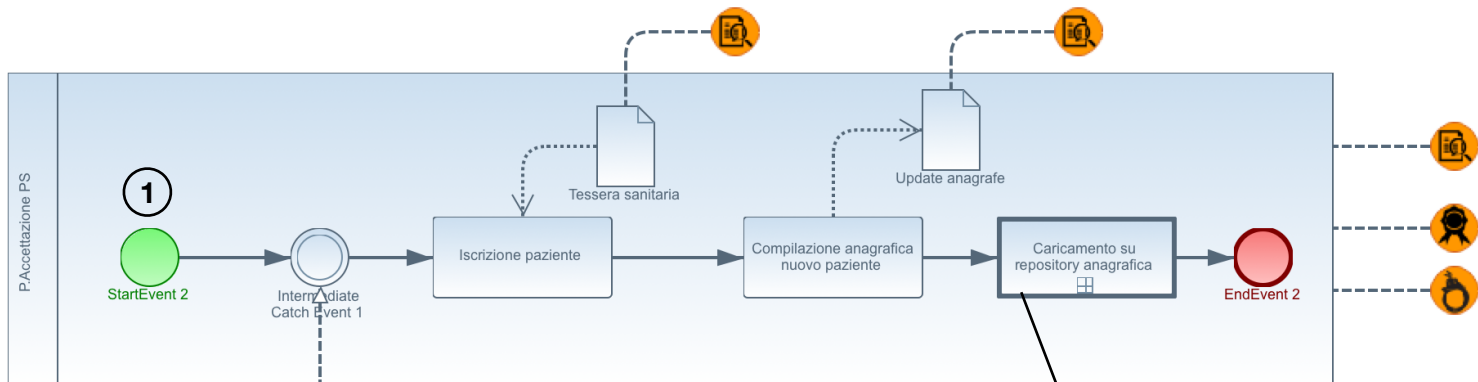 P.Accettazione PS
1
StartEvent 2
Intermediate
Catch Event 1
Tessera sanitaria
Iscrizione paziente
Update anagrafe
Compilazione anagrafica
nuovo paziente
Caricamento su
repository anagrafica
EndEvent 2